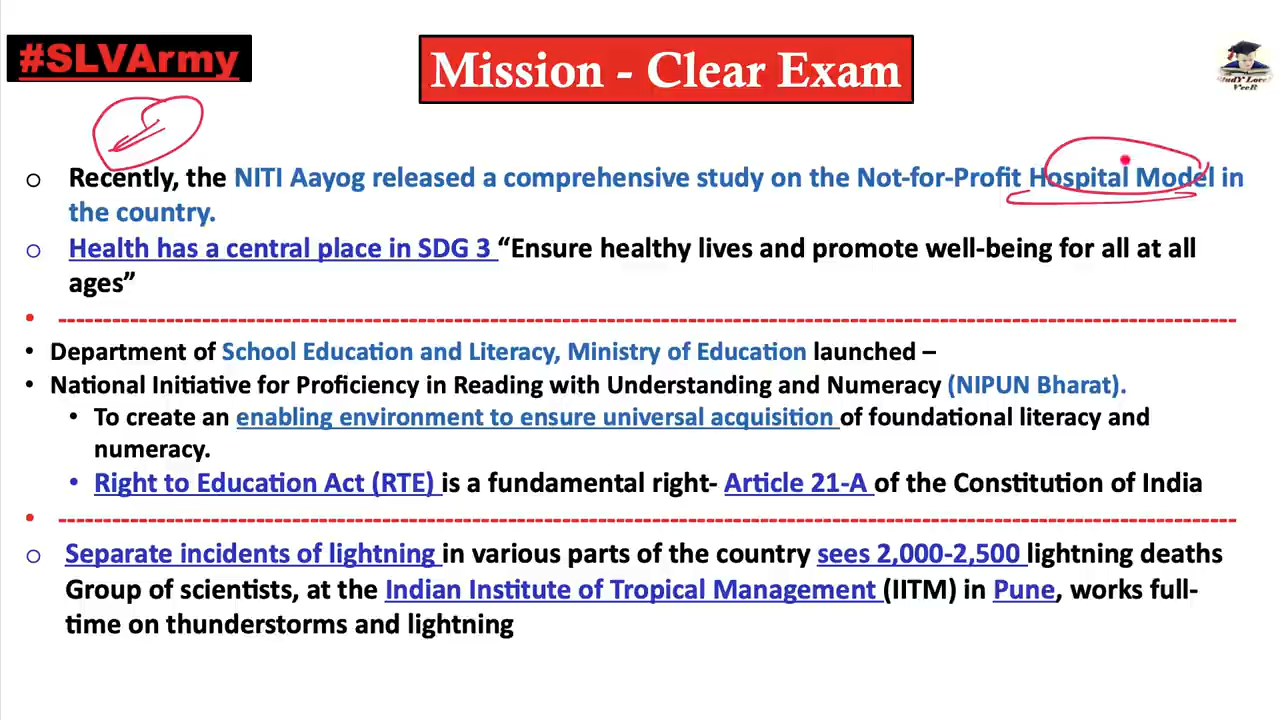 #SLVArmy
Mission - Clear Exam
StudY Love
VeeR
Recently, the NITI Aayog released a comprehensive study on the Not-for-Profit Hospital Model in
the country.
Health has a central place in SDG 3 “Ensure healthy lives and promote well-being for all at all
ages”
Department of School Education and Literacy, Ministry of Education launched –
National Initiative for Proficiency in Reading with Understanding and Numeracy (NIPUN Bharat).
To create an enabling environment to ensure universal acquisition of foundational literacy and
numeracy.
Right to Education Act (RTE) is a fundamental right- Article 21-A of the Constitution of India
Separate incidents of lightning in various parts of the country sees 2,000-2,500 lightning deaths
Group of scientists, at the Indian Institute of Tropical Management (IITM) in Pune, works full-
time on thunderstorms and lightning